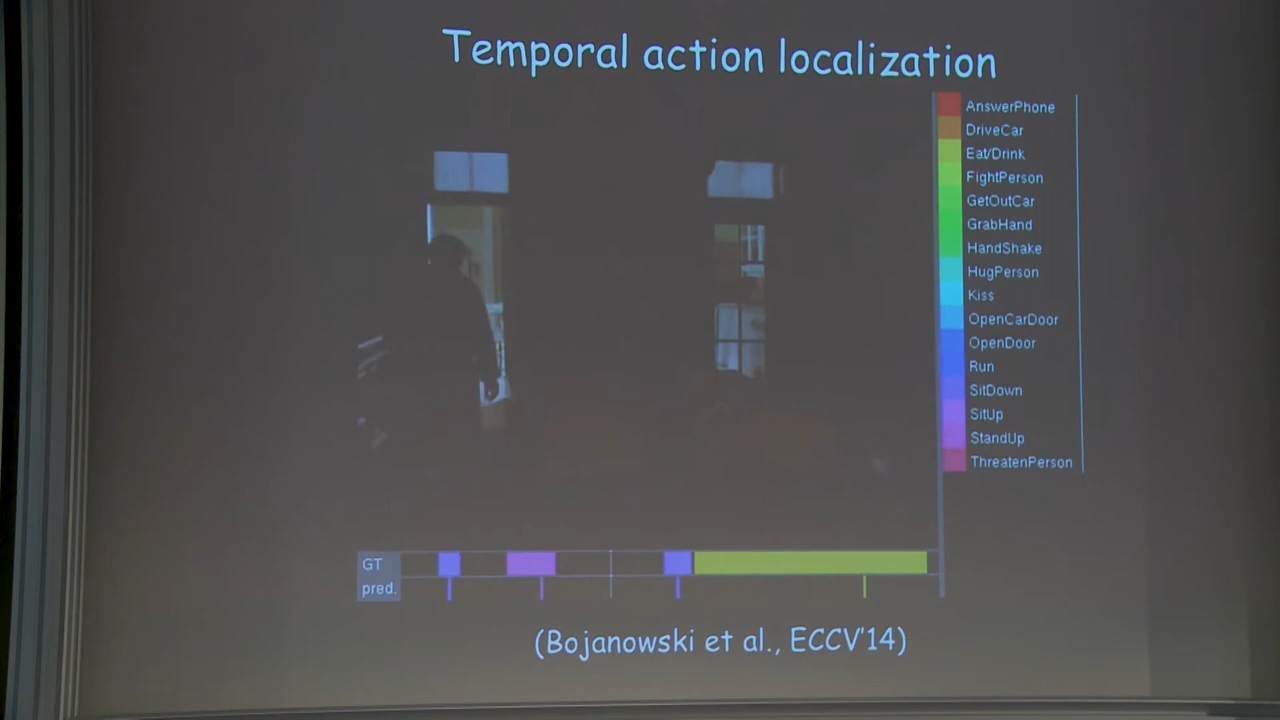 Temporal action localization
AnswerPhone
DriveCar
Eat/Drink
FightPerson
GetOutCar
GrabHand
HandShake
HugPerson
Kiss
OpenCarDoor
OpenDoor
Run
SitDown
SitUp
StandUp
ThreatenPerson
GT
pred.
(Bojanowski et al., ECCV'14)